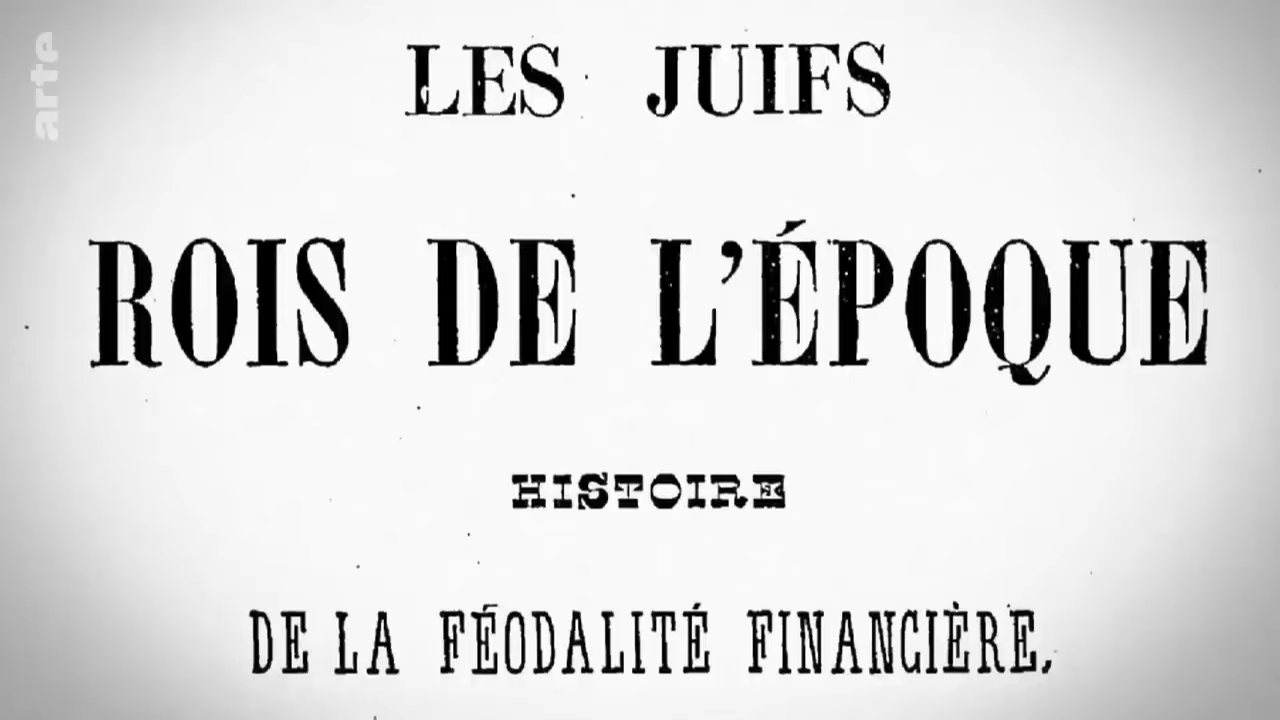 arte
LES JUIFS
ROIS DE L'ÉPOQUE
HISTOIRE
DE LA FÉODALITÉ FINANCIÈRE,